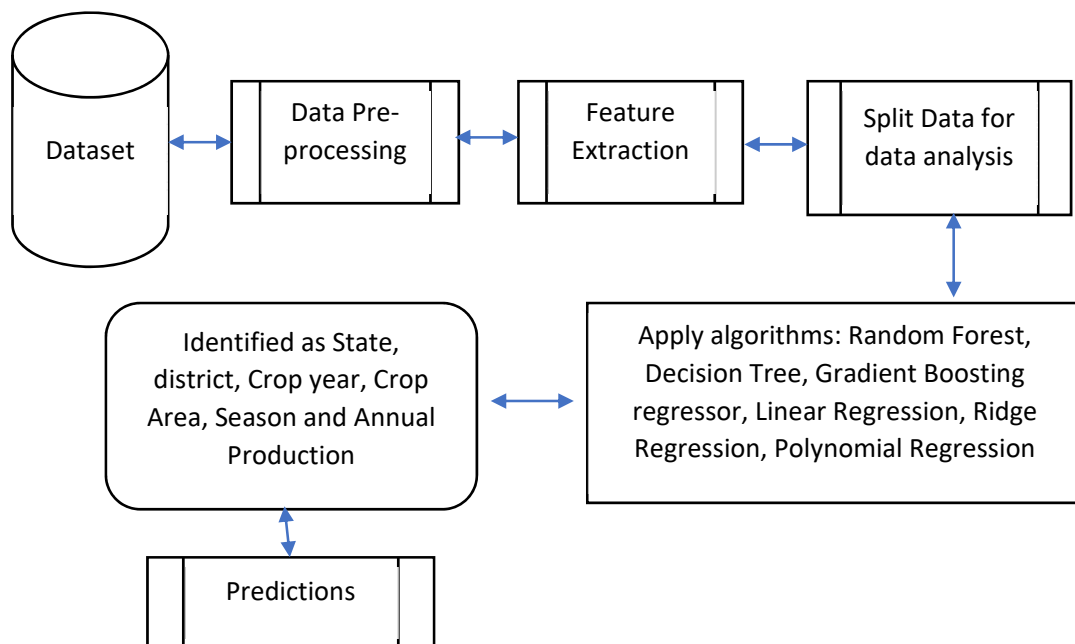 Dataset
Data Pre-
processing
Feature
Extraction
Split Data for
data analysis
Apply algorithms: Random Forest,
Decision Tree, Gradient Boosting
regressor, Linear Regression, Ridge
Regression, Polynomial Regression
Identified as State,
district, Crop year, Crop
Area, Season and Annual
Production
Predictions